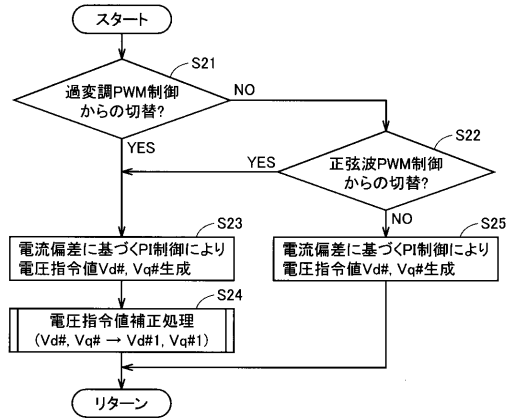 スタート
S21
過変調PWM制御
からの切替?
NO
YES
S22
正弦波PWM制御
からの切替?
YES
NO
S23
電流偏差に基づくPI制御により
電圧指令値Vd#, Vq#生成
S25
電流偏差に基づくPI制御により
電圧指令値Vd#, Vq#生成
S24
電圧指令値補正処理
(Vd#, Vq# → Vd#1, Vq#1)
リターン